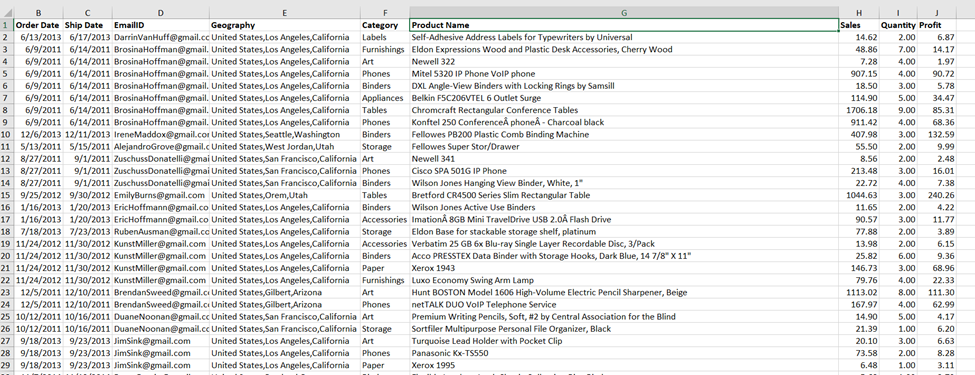 B C D E F G H I J
1 Order Date Ship Date EmailID Geography Category Product Name Sales Quantity Profit
2 6/13/2013 6/17/2013 DarrinVanHuff@gmail.cc United States,Los Angeles,California Labels Self-Adhesive Address Labels for Typewriters by Universal 14.62 2.00 6.87
3 6/9/2011 6/14/2011 BrosinaHoffman@gmail. United States,Los Angeles,California Furnishings Eldon Expressions Wood and Plastic Desk Accessories, Cherry Wood 48.86 7.00 14.17
4 6/9/2011 6/14/2011 BrosinaHoffman@gmail. United States,Los Angeles,California Art Newell 322 7.28 4.00 1.97
5 6/9/2011 6/14/2011 BrosinaHoffman@gmail. United States,Los Angeles,California Phones Mitel 5320 IP Phone VoIP phone 907.15 4.00 90.72
6 6/9/2011 6/14/2011 BrosinaHoffman@gmail. United States,Los Angeles,California Binders DXL Angle-View Binders with Locking Rings by Samsill 18.50 3.00 5.78
7 6/9/2011 6/14/2011 BrosinaHoffman@gmail. United States,Los Angeles,California Appliances Belkin F5C206VTEL 6 Outlet Surge 114.90 5.00 34.47
8 6/9/2011 6/14/2011 BrosinaHoffman@gmail. United States,Los Angeles,California Tables Chromcraft Rectangular Conference Tables 1706.18 9.00 85.31
9 6/9/2011 6/14/2011 BrosinaHoffman@gmail. United States,Los Angeles,California Phones Konftel 250 ConferenceÂ phoneÂ - Charcoal black 911.42 4.00 68.36
10 12/6/2013 12/11/2013 IreneMaddox@gmail.cor United States,Seattle,Washington Binders Fellowes PB200 Plastic Comb Binding Machine 407.98 3.00 132.59
11 5/13/2011 5/15/2011 AlejandroGrove@gmail.c United States,West Jordan,Utah Storage Fellowes Super Stor/Drawer 55.50 2.00 9.99
12 8/27/2011 9/1/2011 ZuschussDonatelli@gmai United States,San Francisco,California Art Newell 341 8.56 2.00 2.48
13 8/27/2011 9/1/2011 ZuschussDonatelli@gmai United States,San Francisco,California Phones Cisco SPA 501G IP Phone 213.48 3.00 16.01
14 8/27/2011 9/1/2011 ZuschussDonatelli@gmai United States,San Francisco,California Binders Wilson Jones Hanging View Binder, White, 1" 22.72 4.00 7.38
15 9/25/2012 9/30/2012 EmilyBurns@gmail.com United States,Orem,Utah Tables Bretford CR4500 Series Slim Rectangular Table 1044.63 3.00 240.26
16 1/16/2013 1/20/2013 EricHoffmann@gmail.cor United States,Los Angeles,California Binders Wilson Jones Active Use Binders 11.65 2.00 4.22
17 1/16/2013 1/20/2013 EricHoffmann@gmail.cor United States,Los Angeles,California Accessories ImationÂ 8GB Mini TravelDrive USB 2.0Â Flash Drive 90.57 3.00 11.77
18 7/18/2013 7/23/2013 RubenAusman@gmail.cc United States,Los Angeles,California Storage Eldon Base for stackable storage shelf, platinum 77.88 2.00 3.89
19 11/24/2012 11/30/2012 KunstMiller@gmail.com United States,Los Angeles,California Accessories Verbatim 25 GB 6x Blu-ray Single Layer Recordable Disc, 3/Pack 13.98 2.00 6.15
20 11/24/2012 11/30/2012 KunstMiller@gmail.com United States,Los Angeles,California Binders Acco PRESSTEX Data Binder with Storage Hooks, Dark Blue, 14 7/8" X 11" 25.82 6.00 9.36
21 11/24/2012 11/30/2012 KunstMiller@gmail.com United States,Los Angeles,California Paper Xerox 1943 146.73 3.00 68.96
22 11/24/2012 11/30/2012 KunstMiller@gmail.com United States,Los Angeles,California Furnishings Luxo Economy Swing Arm Lamp 79.76 4.00 22.33
23 12/5/2011 12/10/2011 BrendanSweed@gmail.c United States,Gilbert,Arizona Art Hunt BOSTON Model 1606 High-Volume Electric Pencil Sharpener, Beige 1113.02 8.00 111.30
24 12/5/2011 12/10/2011 BrendanSweed@gmail.c United States,Gilbert,Arizona Phones netTALK DUO VoIP Telephone Service 167.97 4.00 62.99
25 10/12/2011 10/16/2011 DuaneNoonan@gmail.cc United States,San Francisco,California Art Premium Writing Pencils, Soft, #2 by Central Association for the Blind 14.90 5.00 4.17
26 10/12/2011 10/16/2011 DuaneNoonan@gmail.cc United States,San Francisco,California Storage Sortfiler Multipurpose Personal File Organizer, Black 21.39 1.00 6.20
27 9/18/2013 9/23/2013 JimSink@gmail.com United States,Los Angeles,California Art Turquoise Lead Holder with Pocket Clip 20.10 3.00 6.63
28 9/18/2013 9/23/2013 JimSink@gmail.com United States,Los Angeles,California Phones Panasonic Kx-TS550 73.58 2.00 8.28
29 9/18/2013 9/23/2013 JimSink@gmail.com United States,Los Angeles,California Paper Xerox 1995 6.48 1.00 3.11